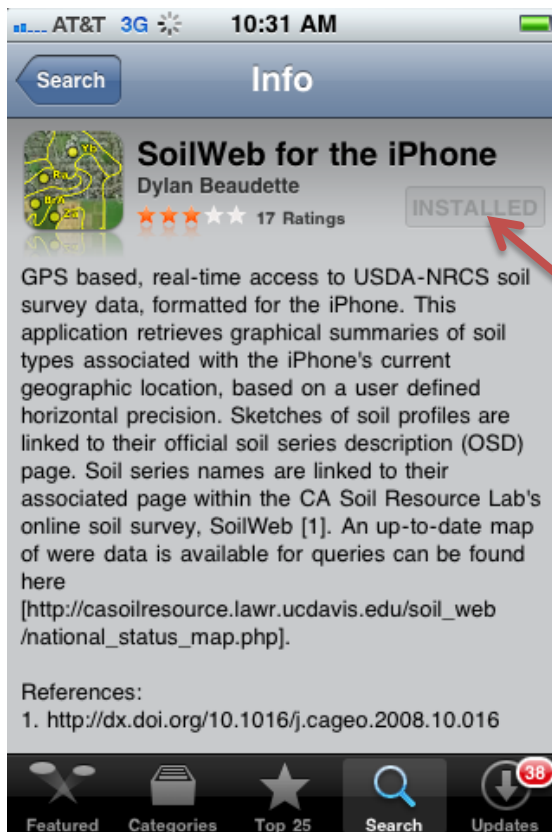 AT&T 3G 10:31 AM
Search Info
SoilWeb for the iPhone
Dylan Beaudette
17 Ratings
INSTALLED
GPS based, real-time access to USDA-NRCS soil
survey data, formatted for the iPhone. This
application retrieves graphical summaries of soil
types associated with the iPhone's current
geographic location, based on a user defined
horizontal precision. Sketches of soil profiles are
linked to their official soil series description (OSD)
page. Soil series names are linked to their
associated page within the CA Soil Resource Lab's
online soil survey, SoilWeb [1]. An up-to-date map
of were data is available for queries can be found
here
[http://casoilresource.lawr.ucdavis.edu/soil_web
/national_status_map.php].
References:
1. http://dx.doi.org/10.1016/j.cageo.2008.10.016
38
Featured Categories Top 25 Search Updates